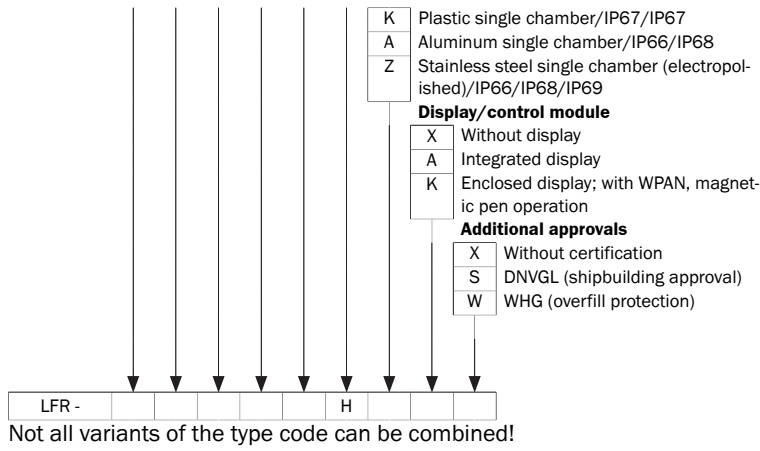 K Plastic single chamber/IP67/IP67
A Aluminum single chamber/IP66/IP68
Z Stainless steel single chamber (electropol-
ished)/IP66/IP68/IP69
Display/control module
X Without display
A Integrated display
K Enclosed display; with WPAN, magnet-
ic pen operation
Additional approvals
X Without certification
S DNVGL (shipbuilding approval)
W WHG (overfill protection)
LFR - H
Not all variants of the type code can be combined!